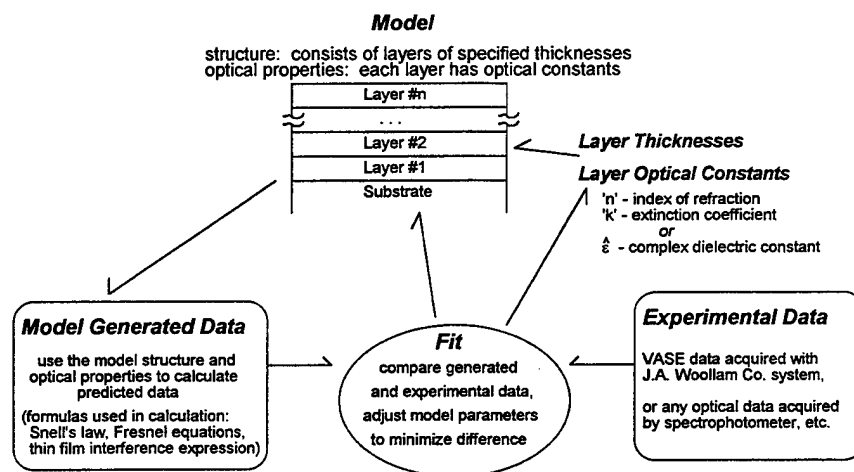 Model
structure: consists of layers of specified thicknesses
optical properties: each layer has optical constants
Layer #n
. . .
Layer #2
Layer #1
Substrate
Layer Thicknesses
Layer Optical Constants
'n' - index of refraction
'k' - extinction coefficient
or
ε̂ - complex dielectric constant
Model Generated Data
use the model structure and
optical properties to calculate
predicted data
(formulas used in calculation:
Snell's law, Fresnel equations,
thin film interference expression)
Fit
compare generated
and experimental data,
adjust model parameters
to minimize difference
Experimental Data
VASE data acquired with
J.A. Woollam Co. system,
or any optical data acquired
by spectrophotometer, etc.